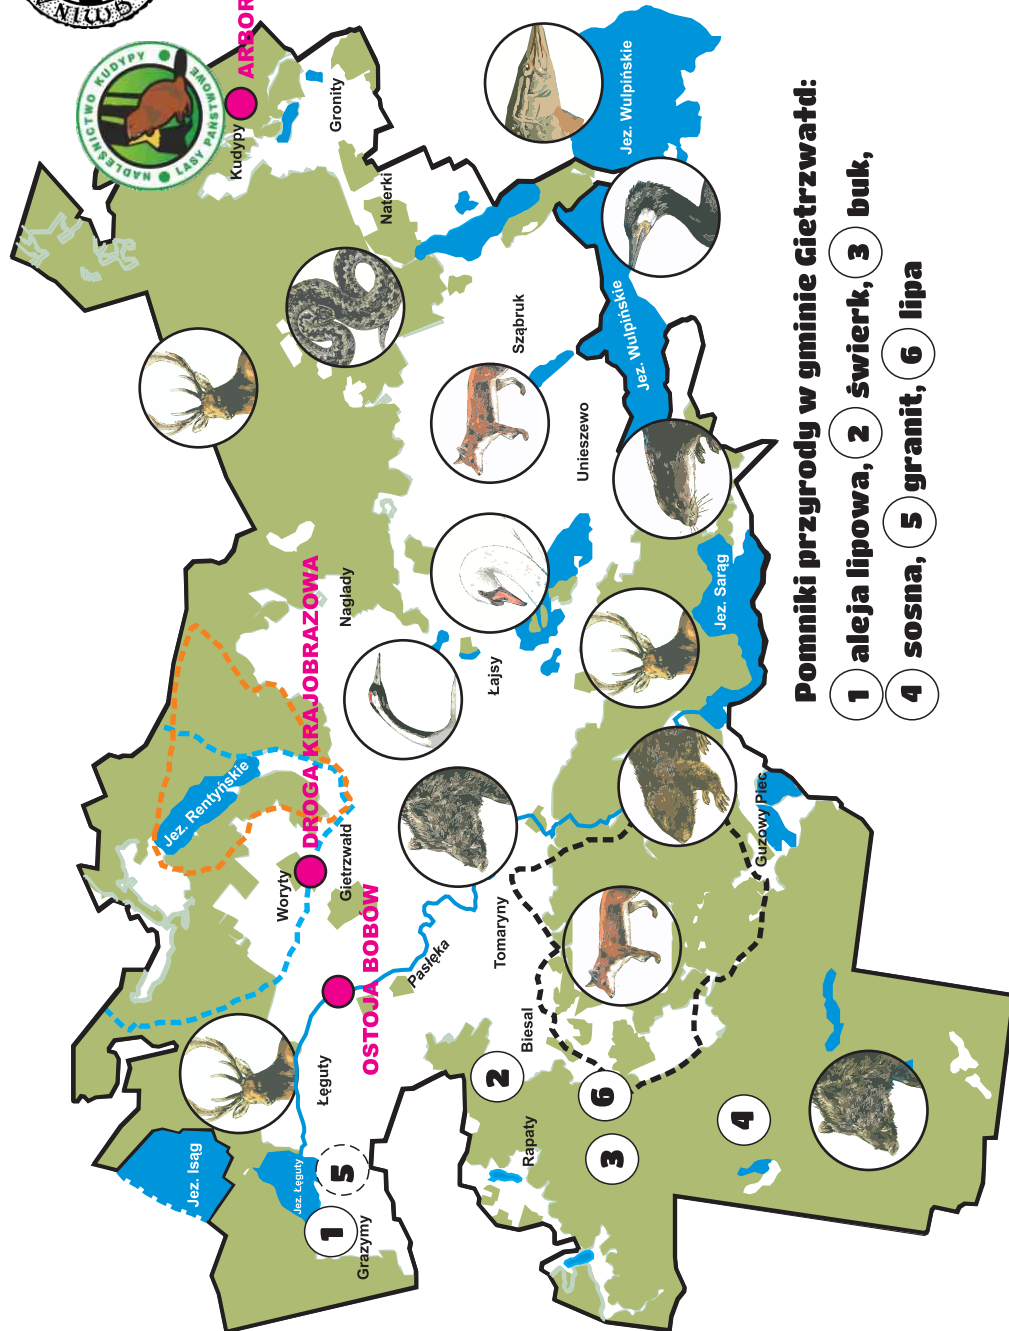 ŚWIN
NADLEŚNICTWO KUDYPY
LASY PAŃSTWOWE
ARBOR
Kudypy
Gronity
Naterki
Jez. Wulpińskie
Jez. Wulpińskie
Sząbruk
Unieszewo
Naglady
Łajsy
Jez. Sarąg
Jez. Rentyńskie
DROGA KRAJOBRAZOWA
Woryty
Gietrzwałd
OSTOJA BOBÓW
Pasłęka
Tomaryny
Guzowy Piec
Biesal
Łęguty
Rapaty
Jez. Isąg
Jez. Łęguty
Grazymy
1
5
2
6
3
4
Pomniki przyrody w gminie Gietrzwałd:
1 aleja lipowa, 2 świerk, 3 buk,
4 sosna, 5 granit, 6 lipa